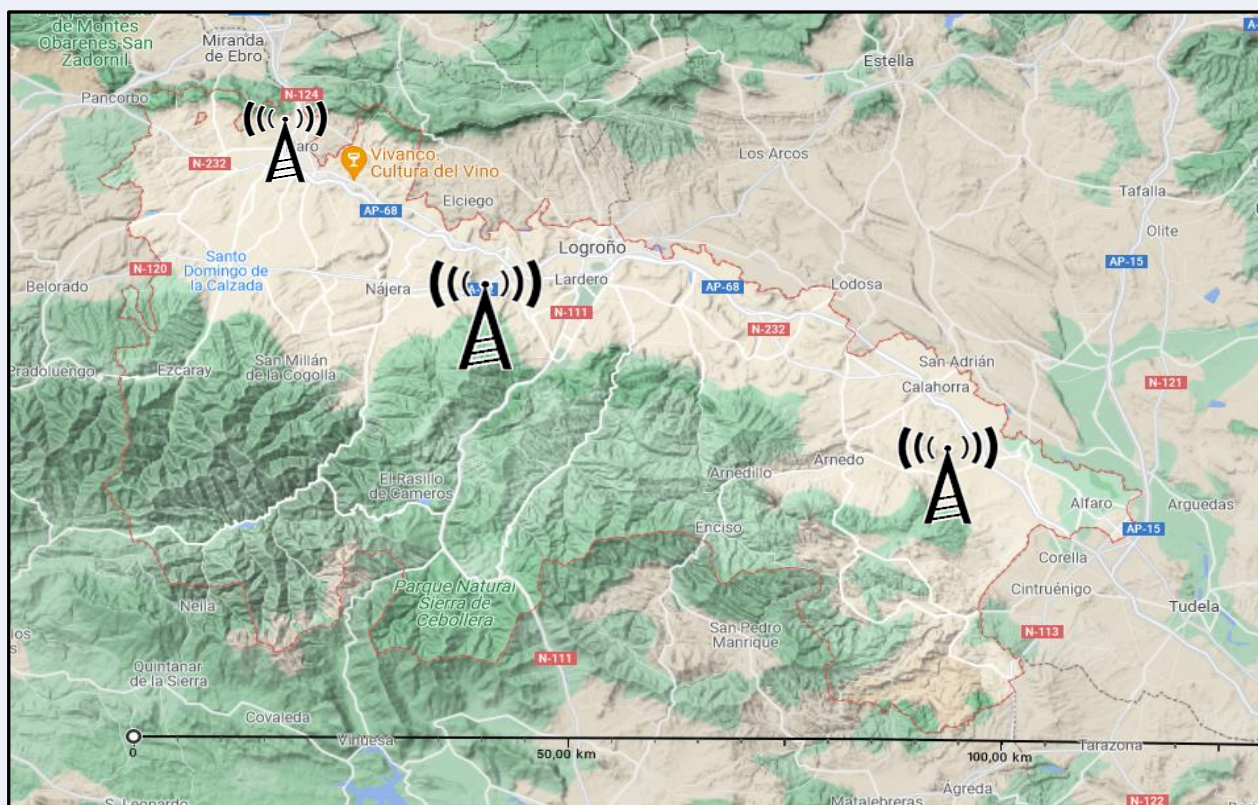 de Montes
Obarenes-San
Zadornil
Miranda
de Ebro
Estella
Pancorbo
N-124
N-232
Vivanco.
Cultura del Vino
Los Arcos
Tafalla
Elciego
AP-68
Olite
Logroño
Santo
Domingo de
la Calzada
N-120
Belorado
Nájera
Lardero
AP-68
Lodosa
AP-15
N-111
N-232
San Millán
de la Cogolla
Ezcaray
Pradoluengo
San Adrián
Calahorra
N-121
El Rasillo
de Cameros
Arnedillo
Arnedo
Alfaro
Arguedas
Enciso
AP-15
Corella
Parque Natural
Sierra de
Cebollera
Neila
Cintruénigo
Tudela
San Pedro
Manrique
N-113
Quintanar
de la Sierra
N-111
Covaleda
Vinuesa
0
50,00 km
100,00 km
Tarazona
Ágreda
S. Leonardo
Matalebreras
N-122